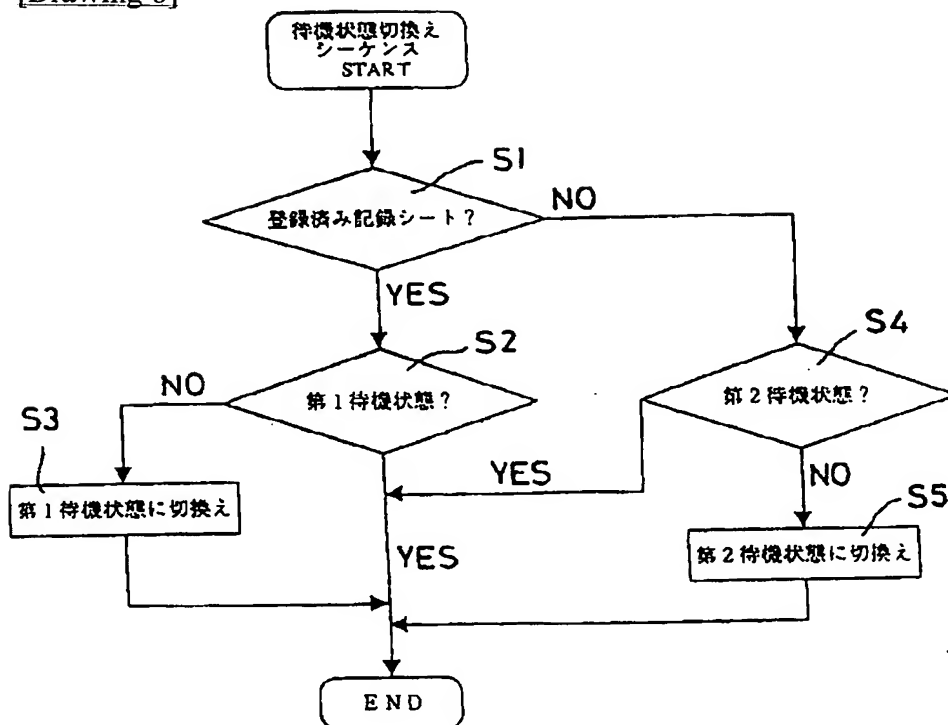 待機状態切換え
シーケンス
START
S1
登録済み記録シート？
NO
YES
S2
S4
第1待機状態？
NO
第2待機状態？
S3
YES
NO
S5
第1待機状態に切換え
YES
第2待機状態に切換え
END